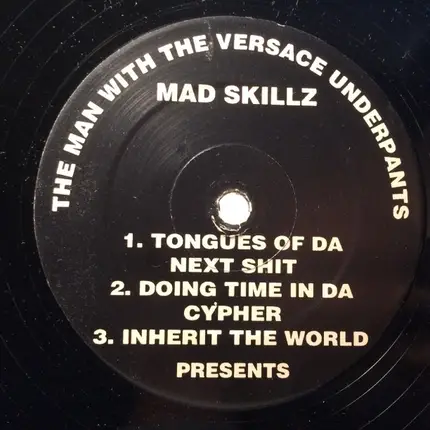 THE MAN WITH THE VERSACE UNDERPANTS
MAD SKILLZ
1. TONGUES OF DA
NEXT SHIT
2. DOING TIME IN DA
CYPHER
3. INHERIT THE WORLD
PRESENTS